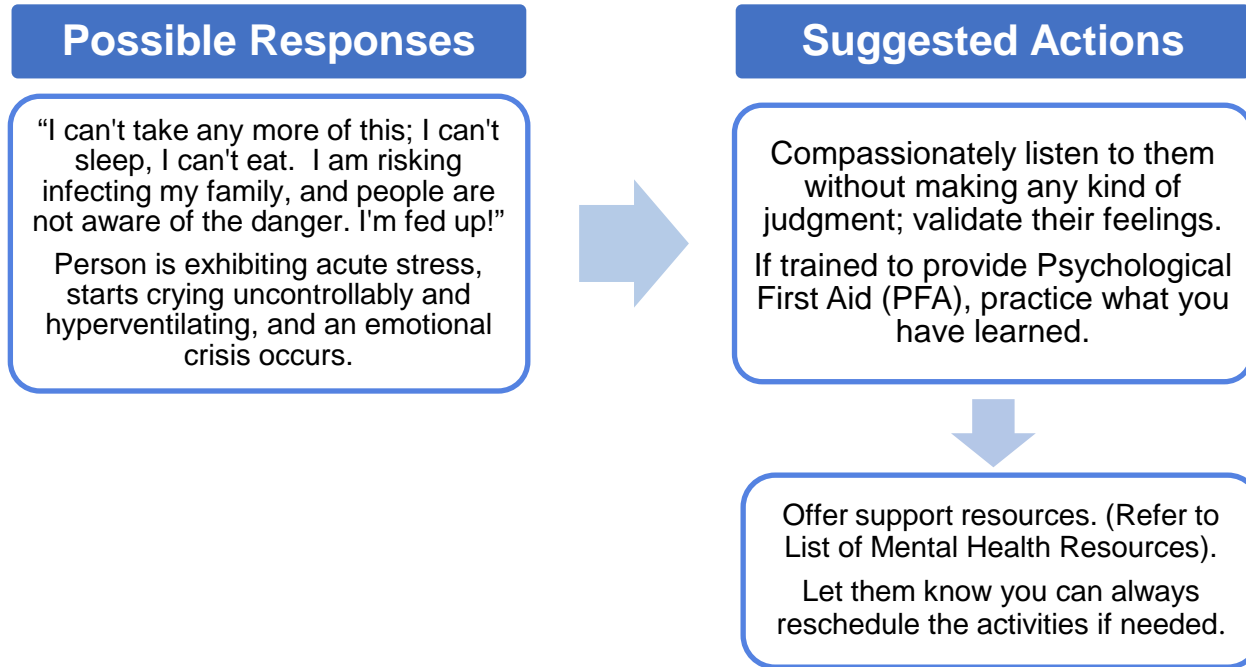 Possible Responses
“I can't take any more of this; I can't
sleep, I can't eat.  I am risking
infecting my family, and people are
not aware of the danger. I'm fed up!”
Person is exhibiting acute stress,
starts crying uncontrollably and
hyperventilating, and an emotional
crisis occurs.
Suggested Actions
Compassionately listen to them
without making any kind of
judgment; validate their feelings.
If trained to provide Psychological
First Aid (PFA), practice what you
have learned.
Offer support resources. (Refer to
List of Mental Health Resources).
Let them know you can always
reschedule the activities if needed.